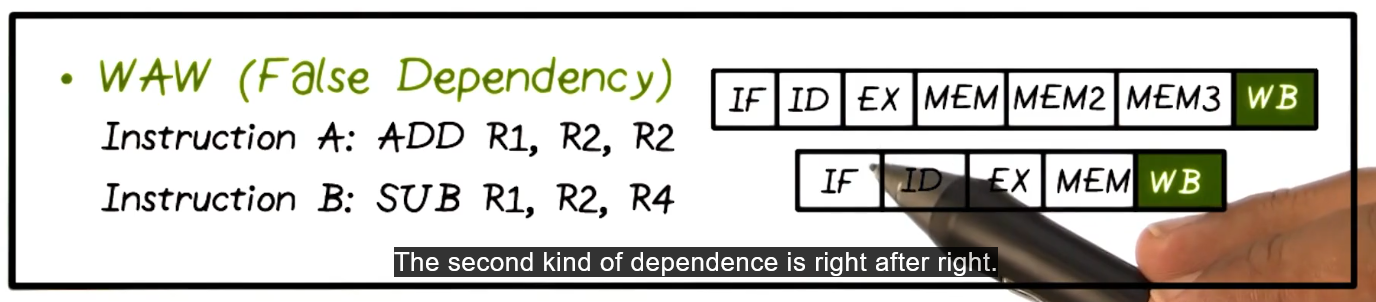 • WAW (False Dependency)
Instruction A: ADD R1, R2, R2
IF ID EX MEM MEM2 MEM3 WB
Instruction B: SUB R1, R2, R4
IF ID EX MEM WB
The second kind of dependence is right after right.